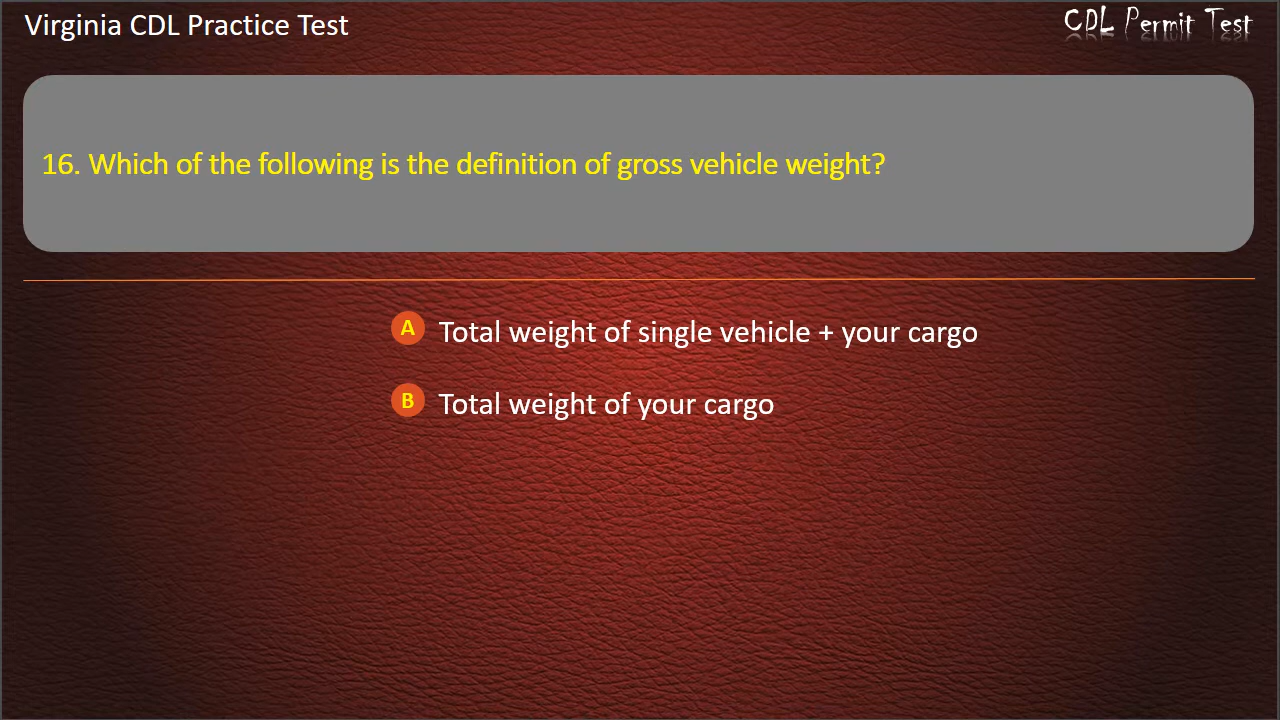 Virginia CDL Practice Test
CDL Permit Test
16. Which of the following is the definition of gross vehicle weight?
A Total weight of single vehicle + your cargo
B Total weight of your cargo